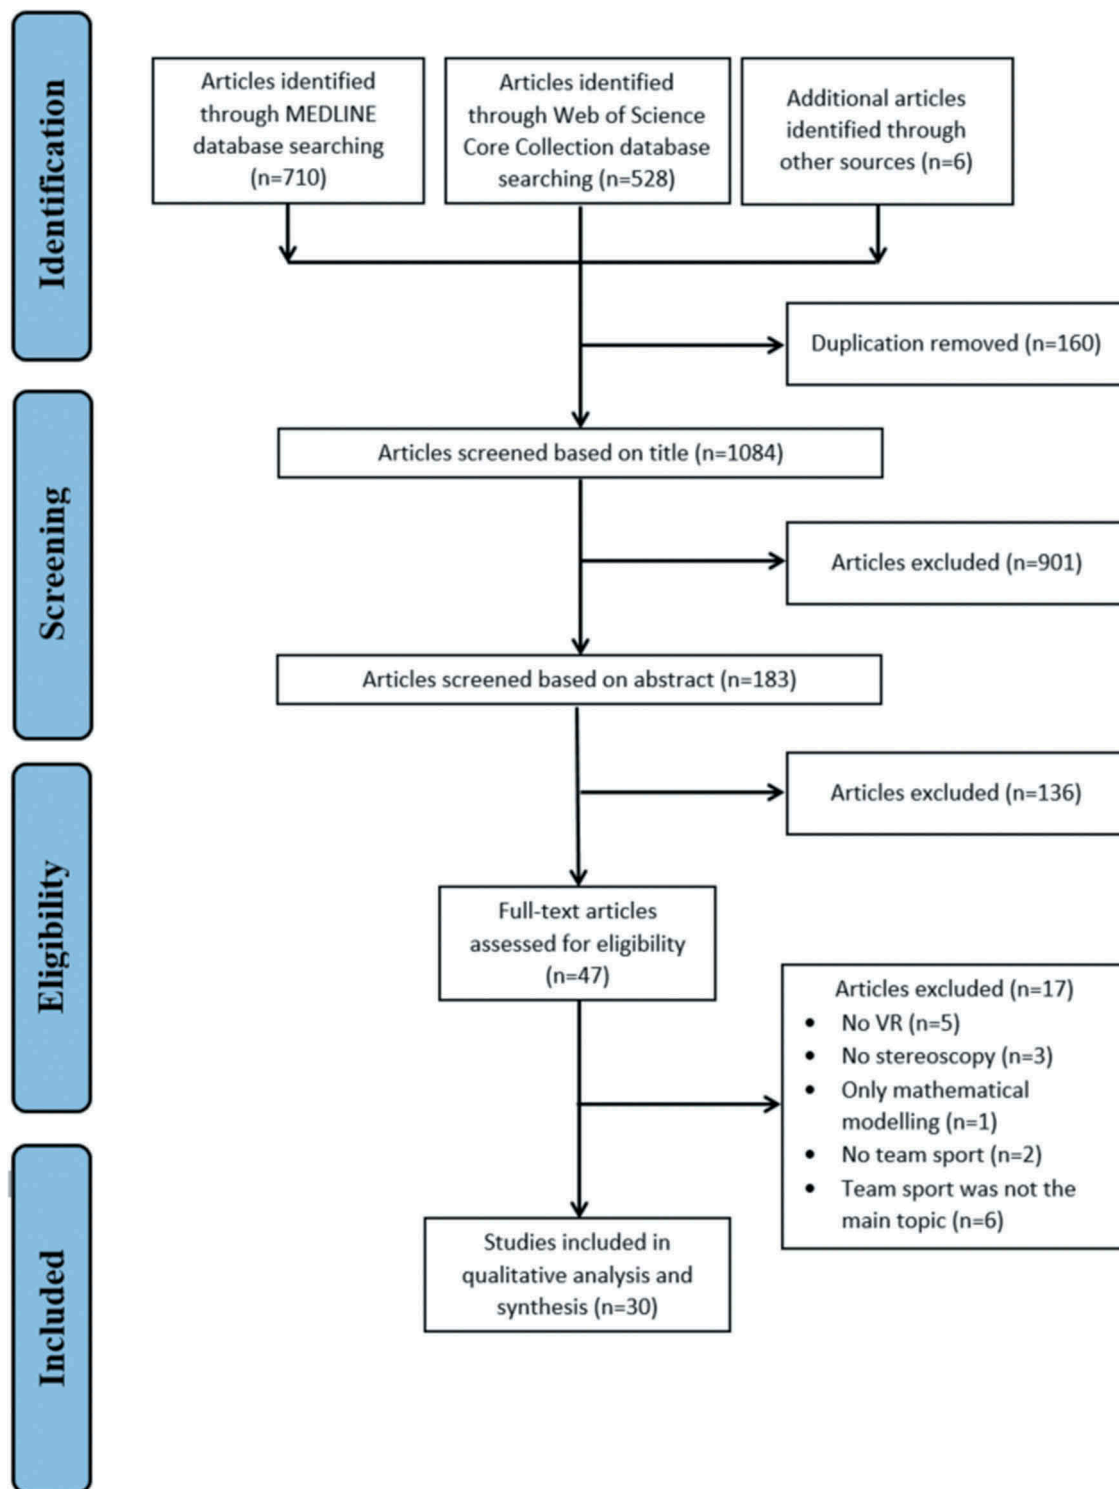 Identification
Articles identified
through MEDLINE
database searching
(n=710)
Articles identified
through Web of Science
Core Collection database
searching (n=528)
Additional articles
identified through
other sources (n=6)
Duplication removed (n=160)
Screening
Articles screened based on title (n=1084)
Articles excluded (n=901)
Articles screened based on abstract (n=183)
Articles excluded (n=136)
Eligibility
Full-text articles
assessed for eligibility
(n=47)
Articles excluded (n=17)
• No VR (n=5)
• No stereoscopy (n=3)
• Only mathematical
modelling (n=1)
• No team sport (n=2)
• Team sport was not the
main topic (n=6)
Included
Studies included in
qualitative analysis and
synthesis (n=30)